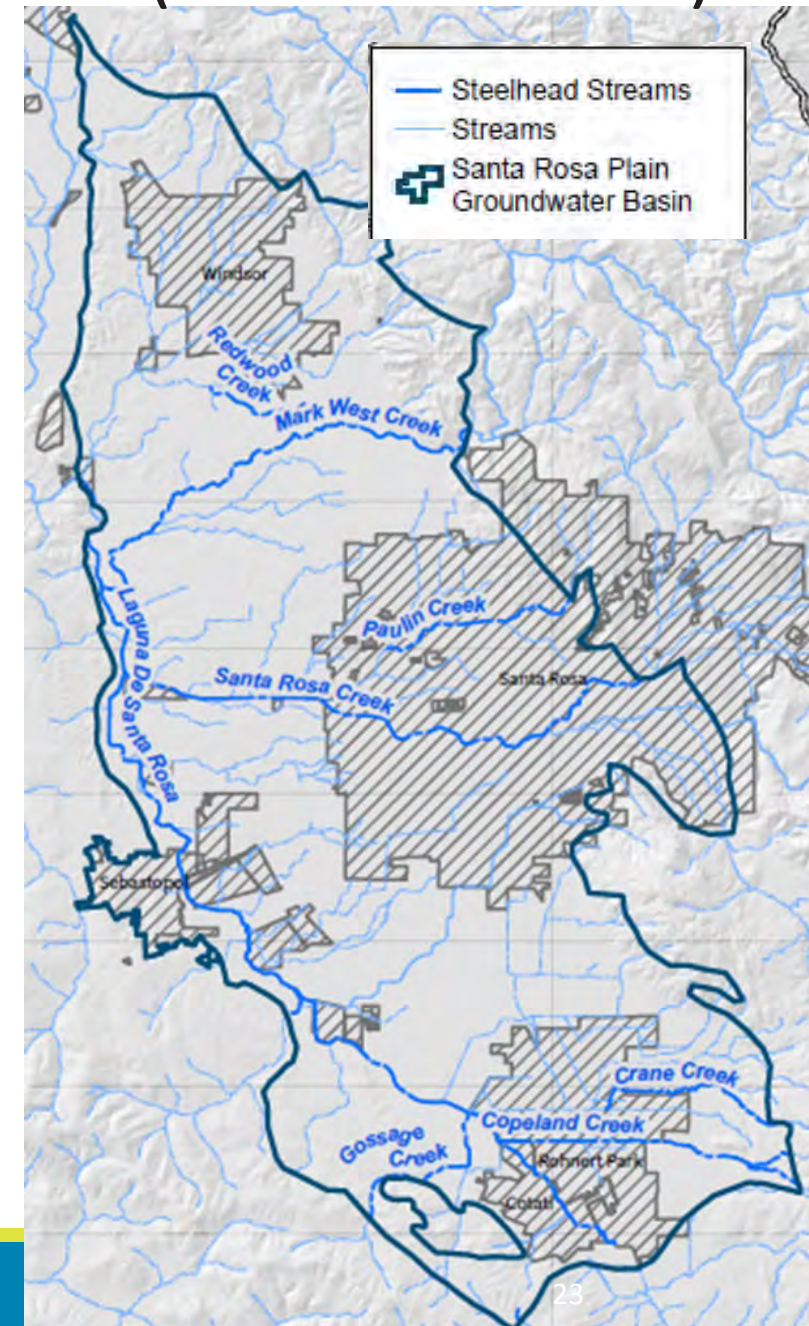 Steelhead Streams
Streams
Santa Rosa Plain
Groundwater Basin
Windsor
Redwood
Creek
Mark West Creek
Paulin Creek
Laguna De Santa Rosa
Santa Rosa Creek
Santa Rosa
Sebastopol
Crane Creek
Copeland Creek
Gossage
Creek
Rohnert Park
Cotati
23